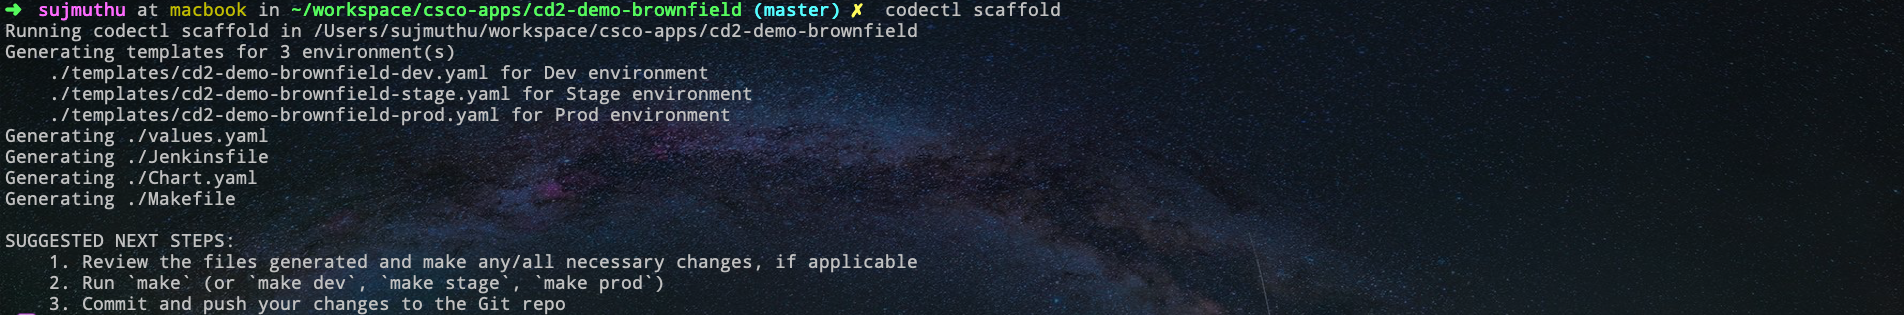 ➜ sujmuthu at macbook in ~/workspace/csco-apps/cd2-demo-brownfield (master) ✗ codectl scaffold
Running codectl scaffold in /Users/sujmuthu/workspace/csco-apps/cd2-demo-brownfield
Generating templates for 3 environment(s)
./templates/cd2-demo-brownfield-dev.yaml for Dev environment
./templates/cd2-demo-brownfield-stage.yaml for Stage environment
./templates/cd2-demo-brownfield-prod.yaml for Prod environment
Generating ./values.yaml
Generating ./Jenkinsfile
Generating ./Chart.yaml
Generating ./Makefile
SUGGESTED NEXT STEPS:
1. Review the files generated and make any/all necessary changes, if applicable
2. Run `make` (or `make dev`, `make stage`, `make prod`)
3. Commit and push your changes to the Git repo